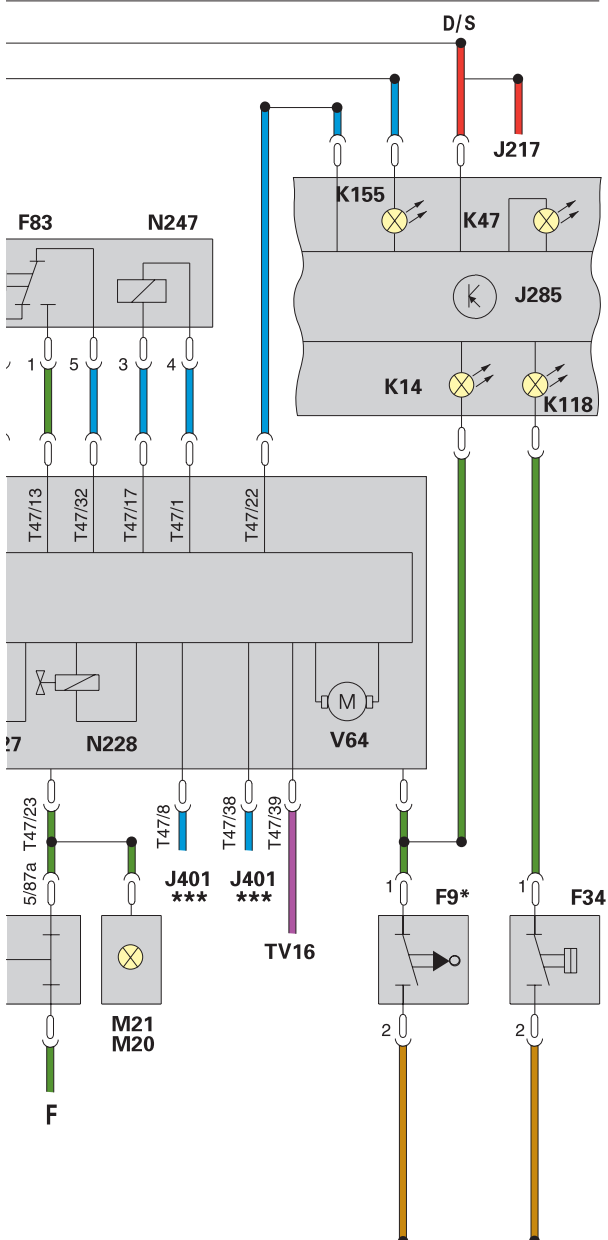 D/S
J217
K155
K47
F83
N247
J285
1
5
3
4
K14
K118
T47/13
T47/32
T47/17
T47/1
T47/22
27
N228
M
V64
T47/23
T47/8
T47/38
T47/39
5/87a
J401
***
J401
***
1
F9*
1
F34
TV16
M21
M20
2
2
F